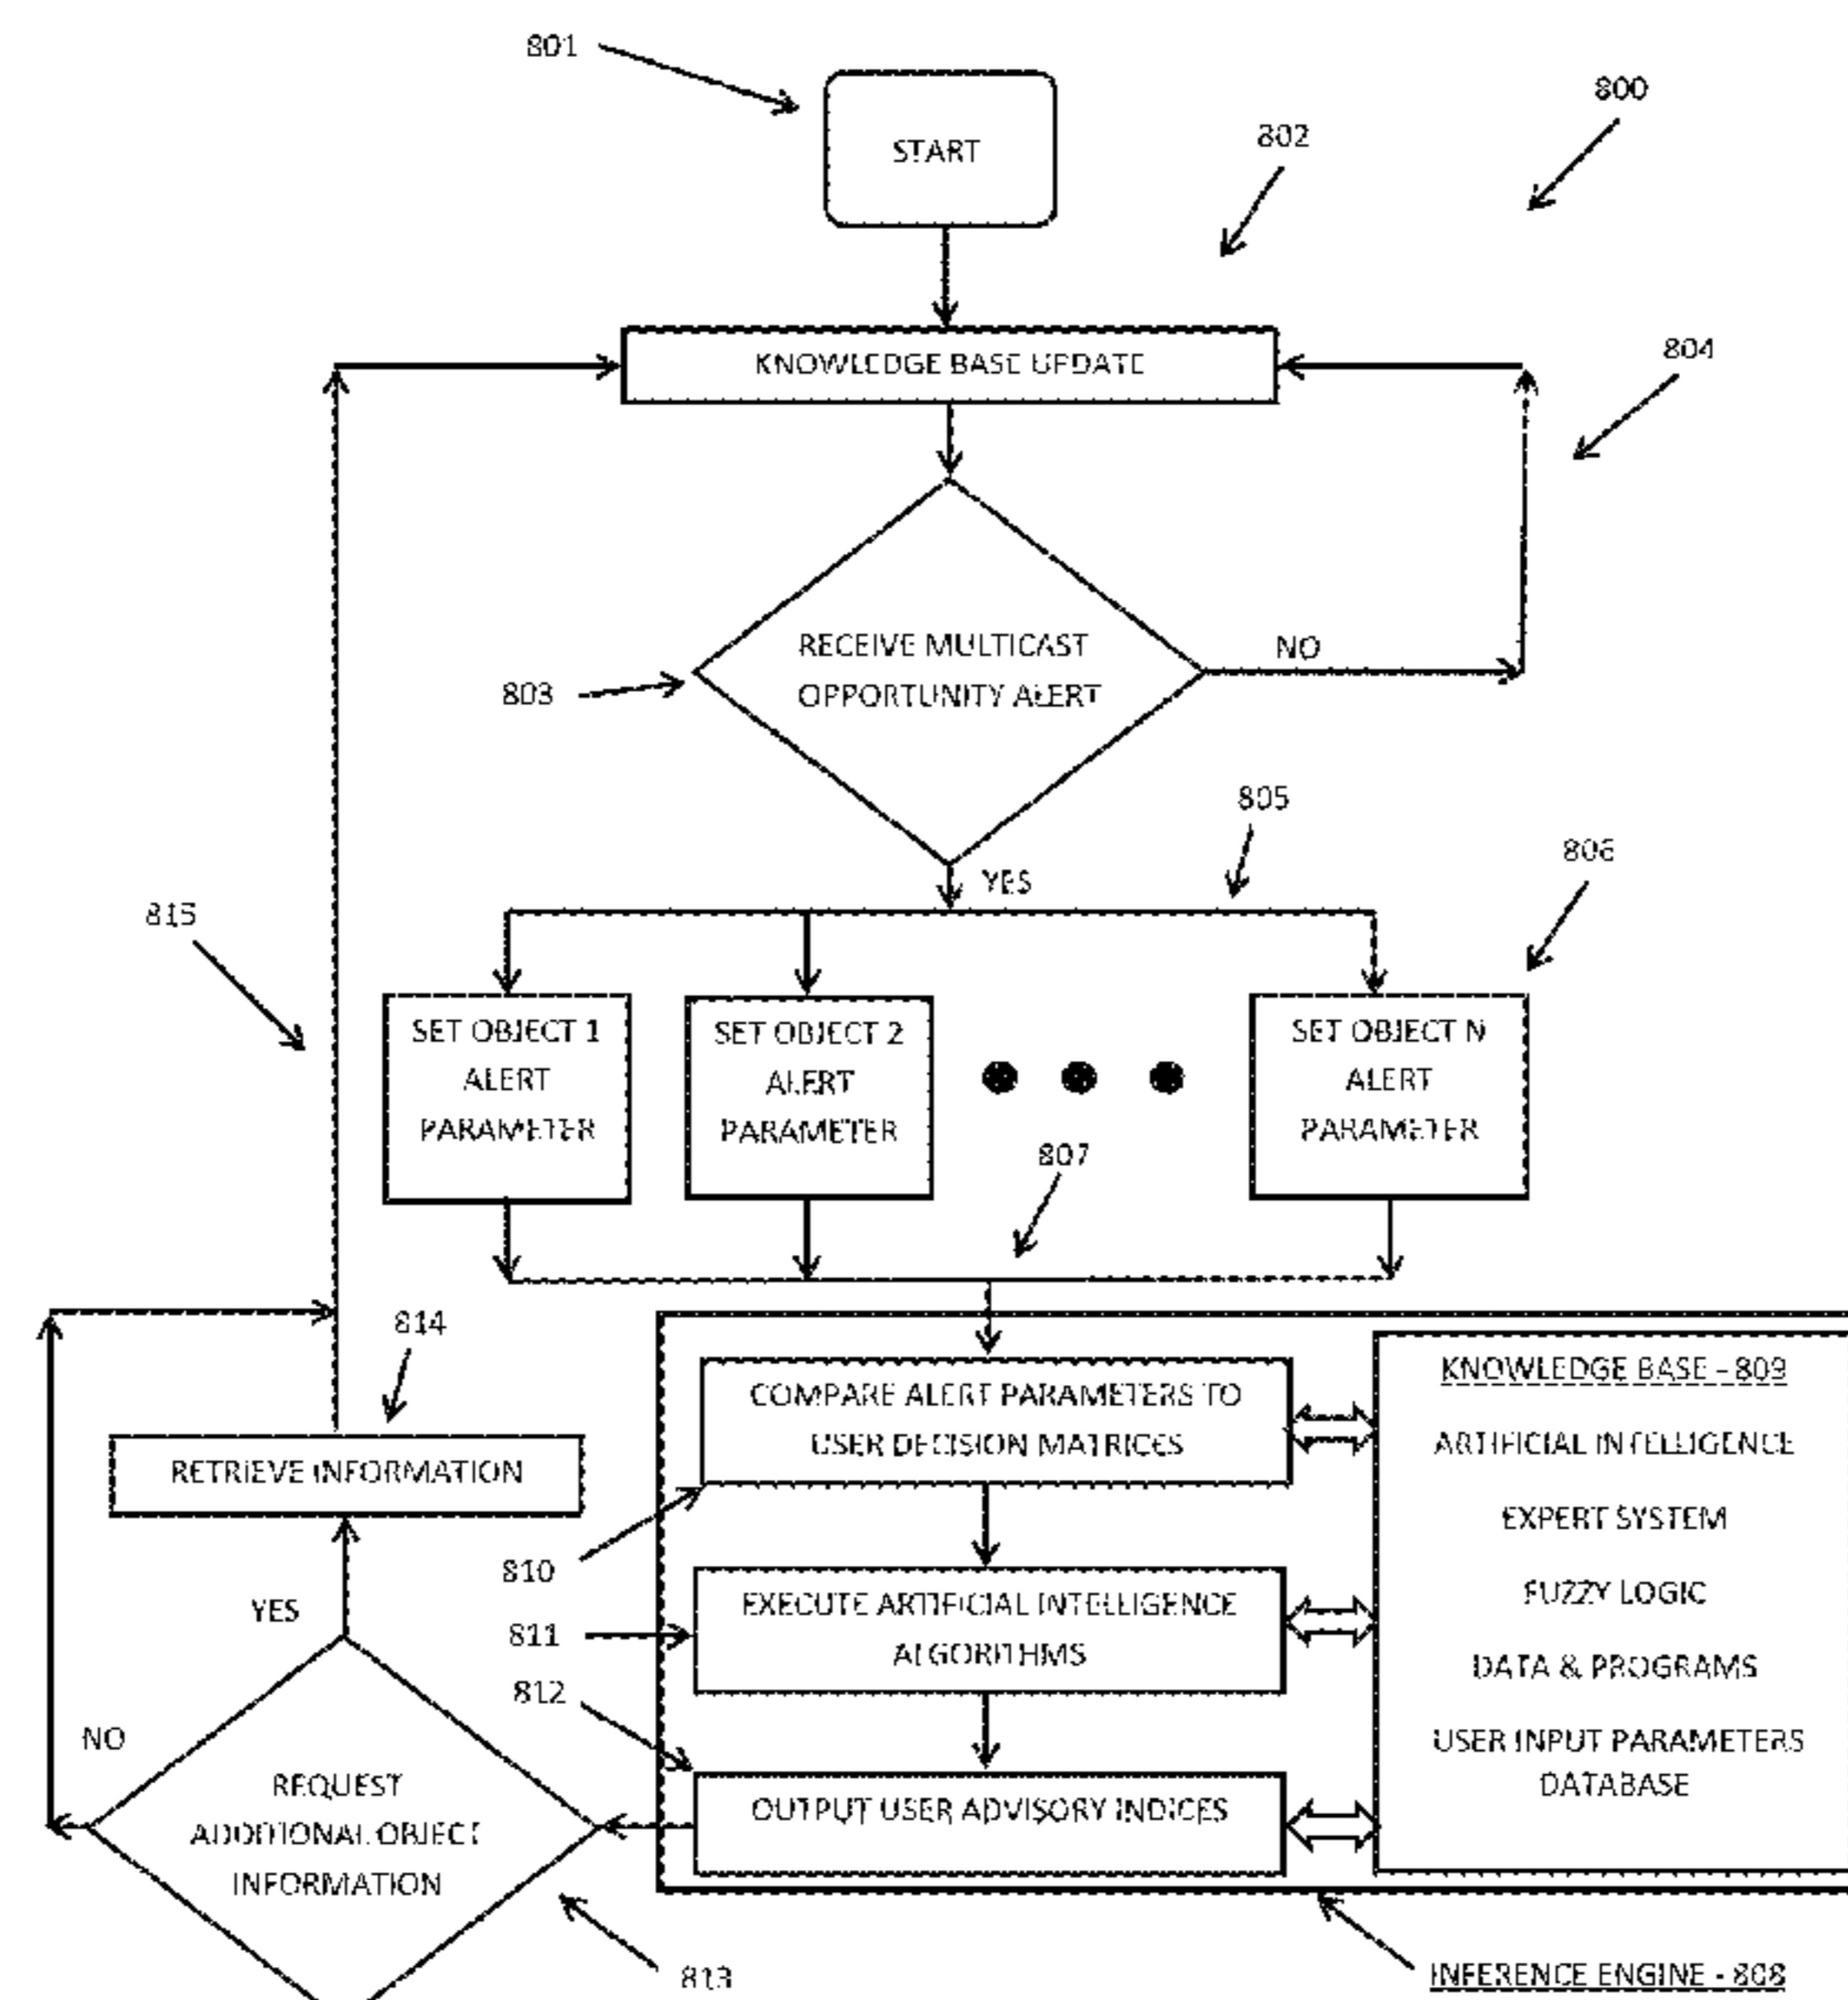 801
START
800
802
KNOWLEDGE BASE UPDATE
804
RECEIVE MULTICAST
OPPORTUNITY ALERT
NO
803
805
YES
806
815
SET OBJECT 1
ALERT
PARAMETER
SET OBJECT 2
ALERT
PARAMETER
SET OBJECT N
ALERT
PARAMETER
807
814
RETRIEVE INFORMATION
COMPARE ALERT PARAMETERS TO
USER DECISION MATRICES
810
KNOWLEDGE BASE - 809
ARTIFICIAL INTELLIGENCE
EXPERT SYSTEM
FUZZY LOGIC
DATA & PROGRAMS
USER INPUT PARAMETERS
DATABASE
YES
811
EXECUTE ARTIFICIAL INTELLIGENCE
ALGORITHMS
812
NO
REQUEST
ADDITIONAL OBJECT
INFORMATION
OUTPUT USER ADVISORY INDICES
813
INFERENCE ENGINE - 808